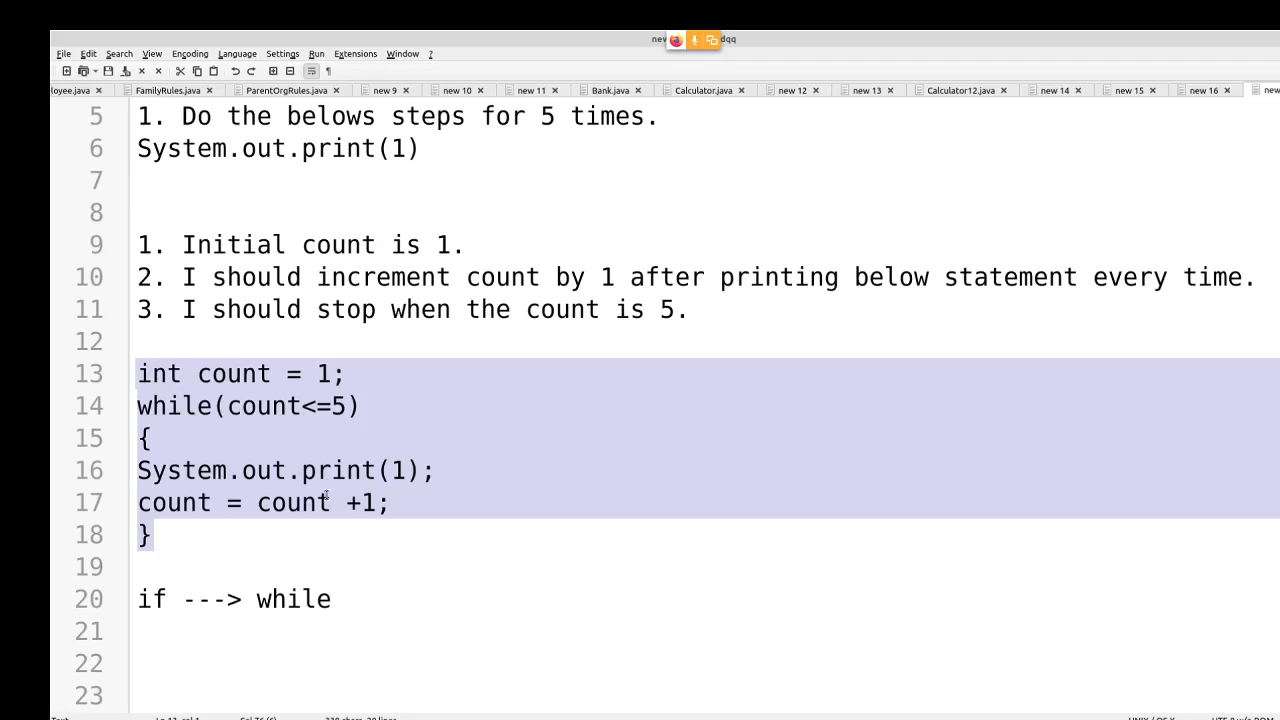 new dqq
File Edit Search View Encoding Language Settings Run Extensions Window ?
loyee.java FamilyRules.java ParentOrgRules.java new 9 new 10 new 11 Bank.java Calculator.java new 12 new 13 Calculator12.java new 14 new 15 new 16 new
5 1. Do the belows steps for 5 times.
6 System.out.print(1)
7
8
9 1. Initial count is 1.
10 2. I should increment count by 1 after printing below statement every time.
11 3. I should stop when the count is 5.
12
13 int count = 1;
14 while(count<=5)
15 {
16 System.out.print(1);
17 count = count +1;
18 }
19
20 if ---> while
21
22
23